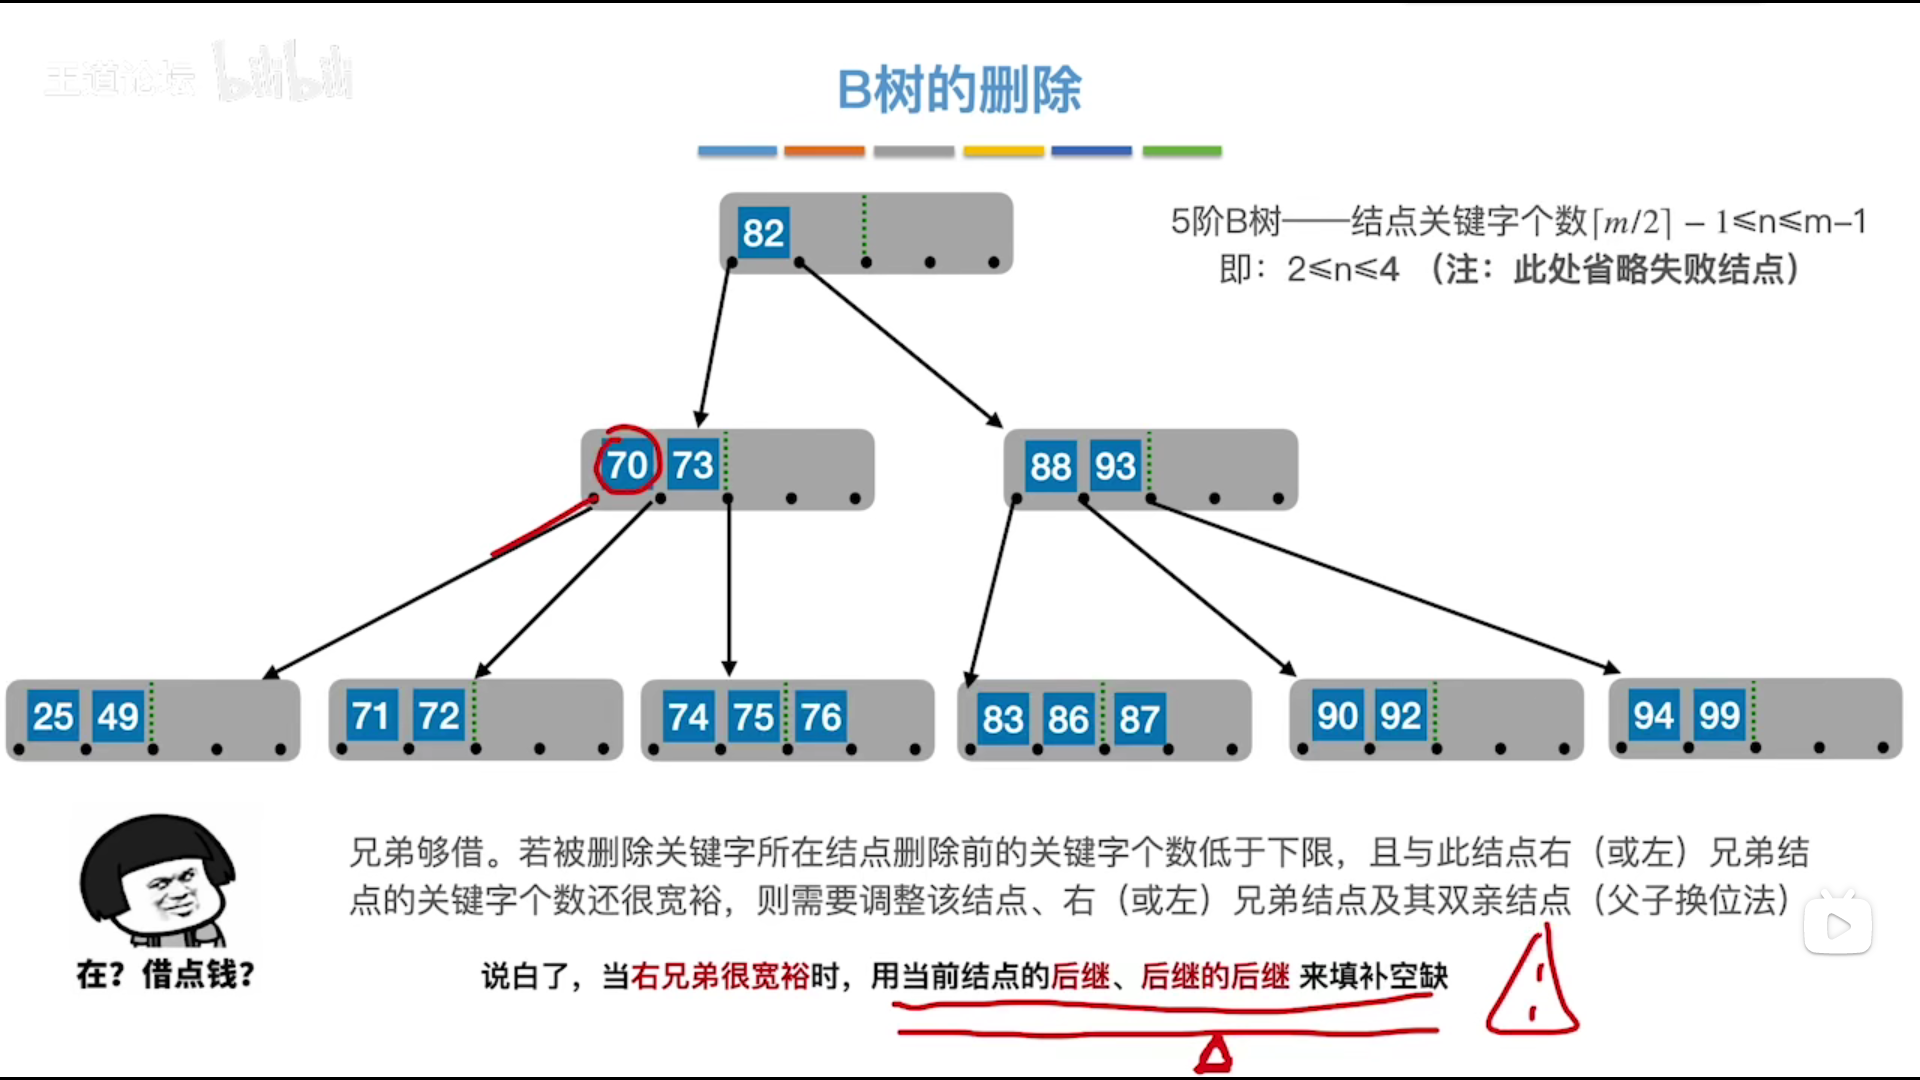 王道论坛 bilibili
B树的删除
82
5阶B树——结点关键字个数⌈m/2⌉ – 1≤n≤m–1
即：2≤n≤4 （注：此处省略失败结点）
70 73
88 93
25 49
71 72
74 75 76
83 86 87
90 92
94 99
兄弟够借。若被删除关键字所在结点删除前的关键字个数低于下限，且与此结点右（或左）兄弟结
点的关键字个数还很宽裕，则需要调整该结点、右（或左）兄弟结点及其双亲结点（父子换位法）
在？借点钱？
说白了，当右兄弟很宽裕时，用当前结点的后继、后继的后继 来填补空缺